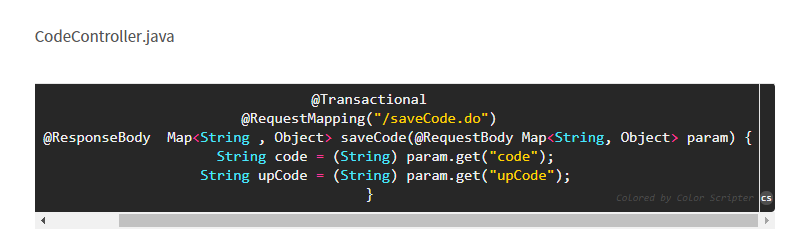 CodeController.java
@Transactional
@RequestMapping("/saveCode.do")
@ResponseBody  Map<String , Object> saveCode(@RequestBody Map<String, Object> param) {
String code = (String) param.get("code");
String upCode = (String) param.get("upCode");
}
Colored by Color Scripter
cs